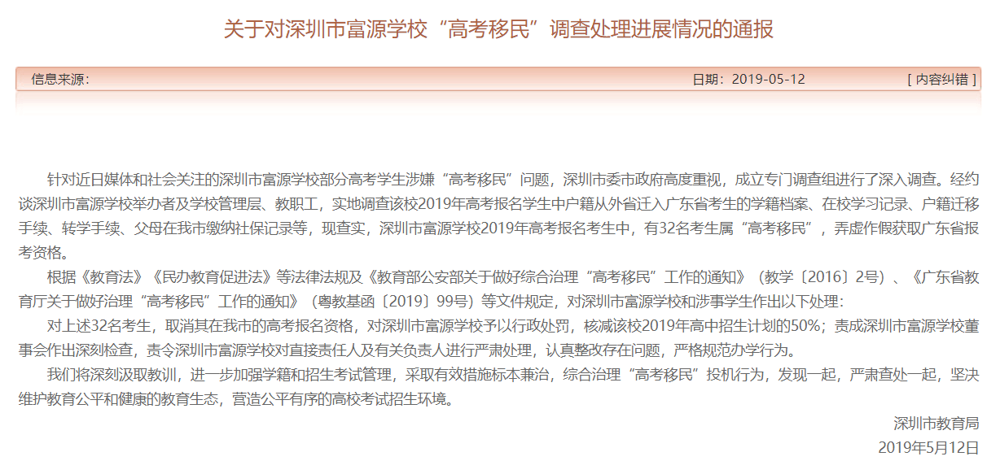 关于对深圳市富源学校“高考移民”调查处理进展情况的通报
信息来源： 日期：2019-05-12 [ 内容纠错 ]
针对近日媒体和社会关注的深圳市富源学校部分高考学生涉嫌“高考移民”问题，深圳市委市政府高度重视，成立专门调查组进行了深入调查。经约
谈深圳市富源学校举办者及学校管理层、教职工，实地调查该校2019年高考报名学生中户籍从外省迁入广东省考生的学籍档案、在校学习记录、户籍迁移
手续、转学手续、父母在我市缴纳社保记录等，现查实，深圳市富源学校2019年高考报名考生中，有32名考生属“高考移民”，弄虚作假获取广东省报
考资格。
根据《教育法》《民办教育促进法》等法律法规及《教育部公安部关于做好综合治理“高考移民”工作的通知》（教学〔2016〕2号）、《广东省教
育厅关于做好治理“高考移民”工作的通知》（粤教基函〔2019〕99号）等文件规定，对深圳市富源学校和涉事学生作出以下处理：
对上述32名考生，取消其在我市的高考报名资格，对深圳市富源学校予以行政处罚，核减该校2019年高中招生计划的50%；责成深圳市富源学校董
事会作出深刻检查，责令深圳市富源学校对直接责任人及有关负责人进行严肃处理，认真整改存在问题，严格规范办学行为。
我们将深刻汲取教训，进一步加强学籍和招生考试管理，采取有效措施标本兼治，综合治理“高考移民”投机行为，发现一起，严肃查处一起，坚决
维护教育公平和健康的教育生态，营造公平有序的高校考试招生环境。
深圳市教育局
2019年5月12日